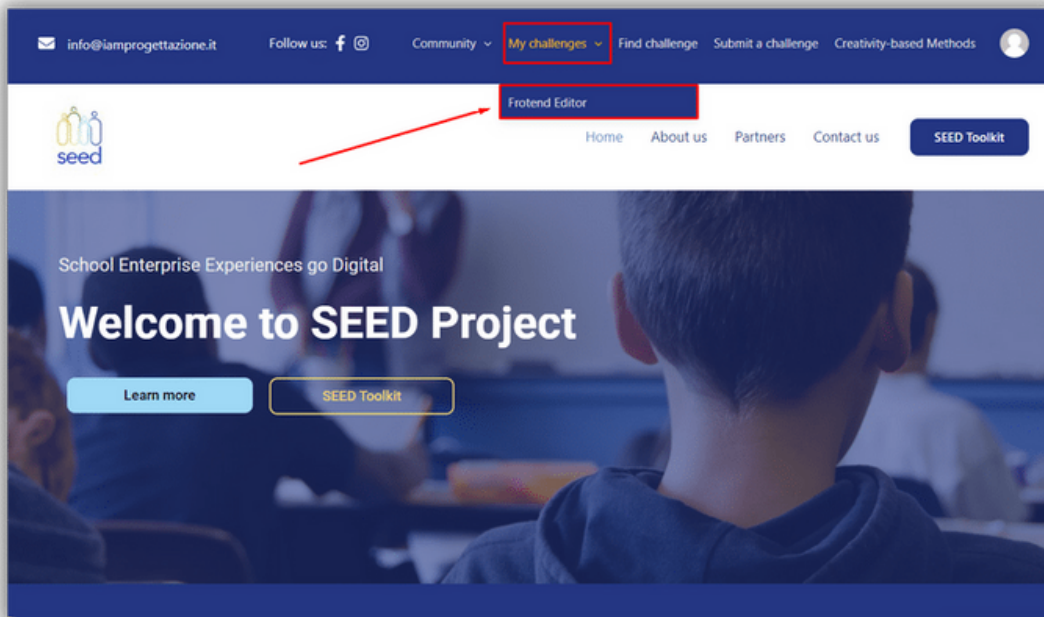 info@iamprogettazione.it Follow us: Community My challenges Find challenge Submit a challenge Creativity-based Methods
Frotend Editor
seed
Home About us Partners Contact us SEED Toolkit
School Enterprise Experiences go Digital
Welcome to SEED Project
Learn more SEED Toolkit